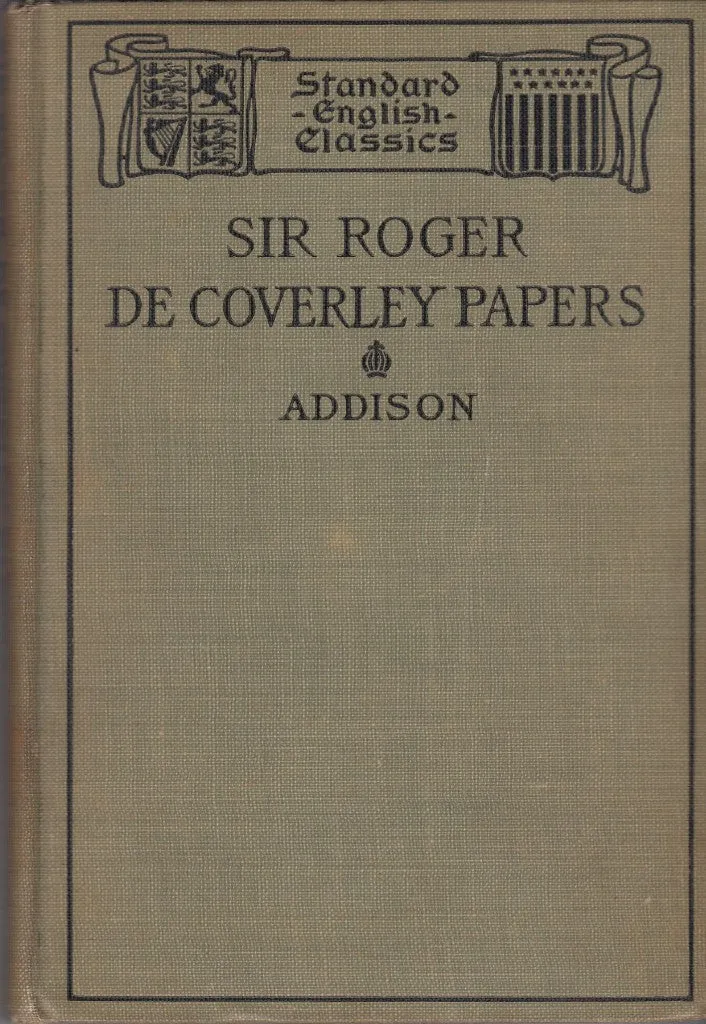 Standard
-English-
Classics
SIR ROGER
DE COVERLEY PAPERS
ADDISON